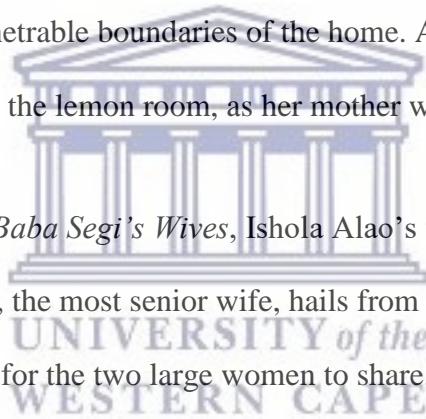 netrable boundaries of the home. A
the lemon room, as her mother w
Baba Segi's Wives, Ishola Alao's
, the most senior wife, hails from
UNIVERSITY of the
for the two large women to share
WESTERN CAPE